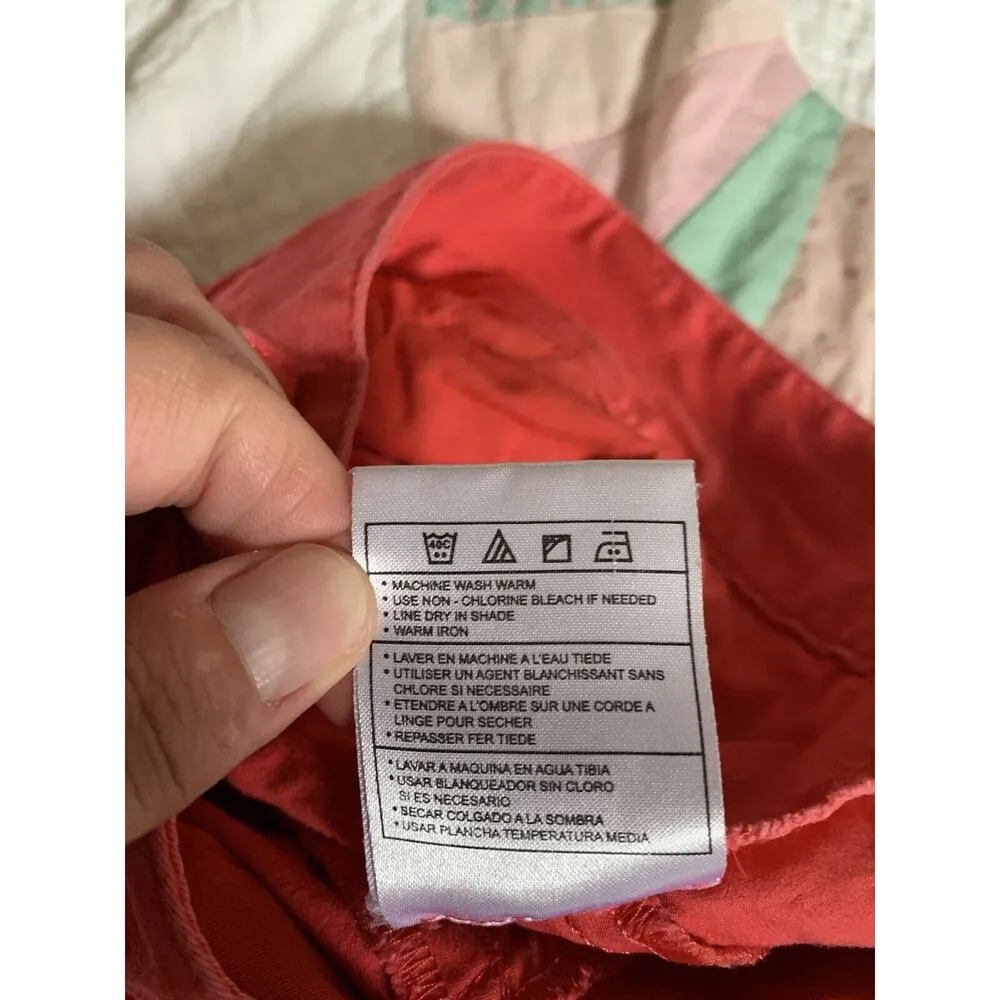 40C
• MACHINE WASH WARM
• USE NON - CHLORINE BLEACH IF NEEDED
• LINE DRY IN SHADE
• WARM IRON
• LAVER EN MACHINE A L'EAU TIEDE
• UTILISER UN AGENT BLANCHISSANT SANS
CHLORE SI NECESSAIRE
• ETENDRE A L'OMBRE SUR UNE CORDE A
LINGE POUR SECHER
• REPASSER FER TIEDE
• LAVAR A MAQUINA EN AGUA TIBIA
• USAR BLANQUEADOR SIN CLORO
SI ES NECESARIO
• SECAR COLGADO A LA SOMBRA
• USAR PLANCHA TEMPERATURA MEDIA